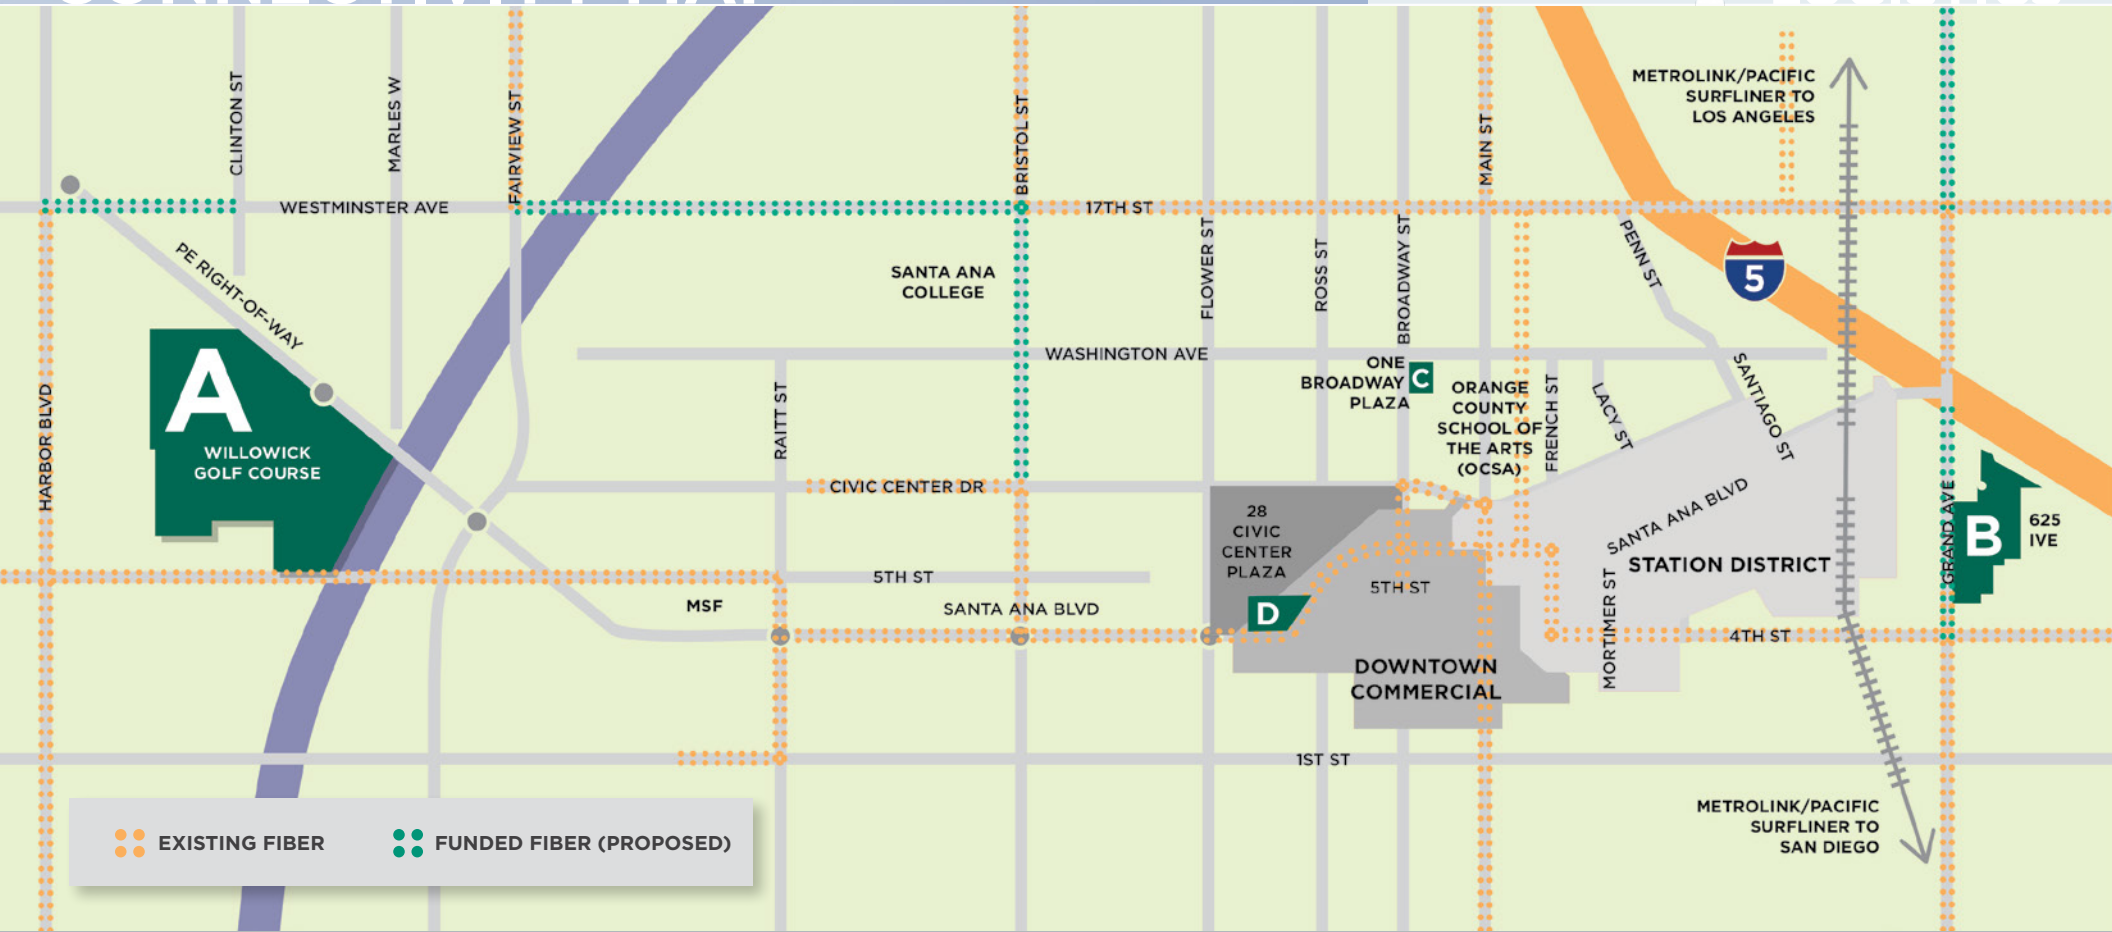 CLINTON ST
MARLES W
FAIRVIEW ST
BRISTOL ST
MAIN ST
METROLINK/PACIFIC
SURFLINER TO
LOS ANGELES
WESTMINSTER AVE
17TH ST
PE RIGHT-OF-WAY
SANTA ANA
COLLEGE
FLOWER ST
ROSS ST
BROADWAY ST
PENN ST
5
WASHINGTON AVE
HARBOR BLVD
A
WILLOWICK
GOLF COURSE
RAITT ST
ONE
BROADWAY
PLAZA
C
ORANGE
COUNTY
SCHOOL OF
THE ARTS
(OCSA)
FRENCH ST
LACY ST
SANTIAGO ST
CIVIC CENTER DR
28
CIVIC
CENTER
PLAZA
SANTA ANA BLVD
STATION DISTRICT
GRAND AVE
B
625
IVE
5TH ST
5TH ST
MSF
SANTA ANA BLVD
D
MORTIMER ST
4TH ST
DOWNTOWN
COMMERCIAL
1ST ST
METROLINK/PACIFIC
SURFLINER TO
SAN DIEGO
EXISTING FIBER
FUNDED FIBER (PROPOSED)